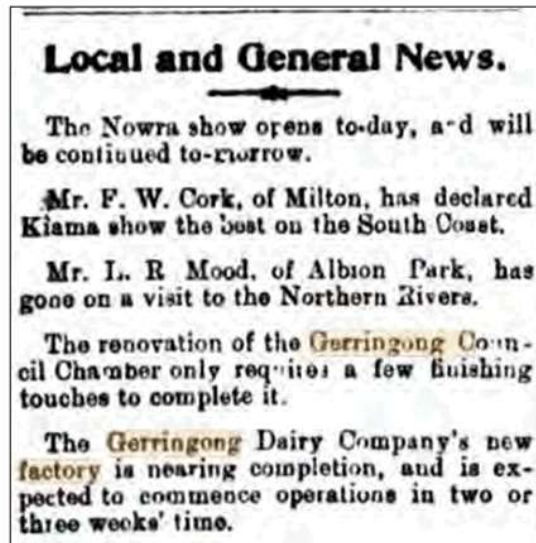 Local and General News.
The Nowra show opens to-day, and will
be continued to-morrow.
Mr. F. W. Cork, of Milton, has declared
Kiama show the best on the South Coast.
Mr. L. R Mood, of Albion Park, has
gone on a visit to the Northern Rivers.
The renovation of the Gerringong Coun-
cil Chamber only requires a few finishing
touches to complete it.
The Gerringong Dairy Company's new
factory is nearing completion, and is ex-
pected to commence operations in two or
three weeks' time.